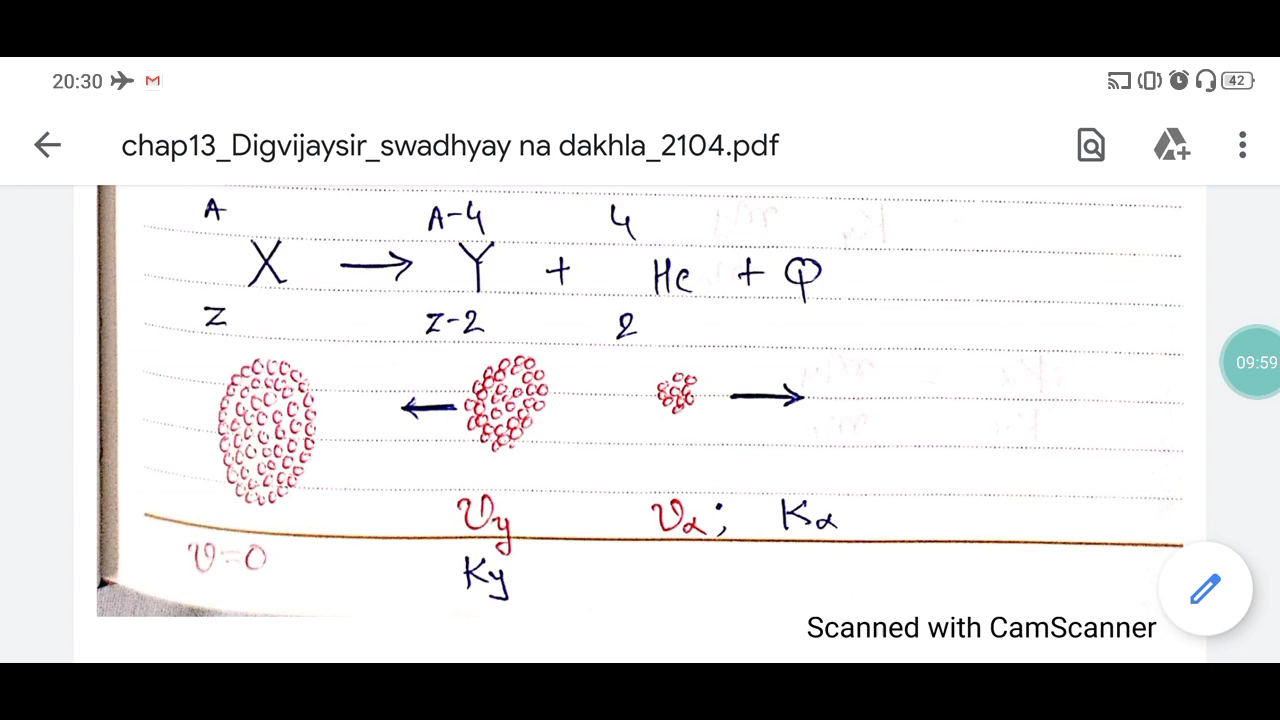 20:30
42
chap13_Digvijaysir_swadhyay na dakhla_2104.pdf
A A-4 4
X → Y + He + Q
Z Z-2 2
09:59
vy vα; Kα
v=0
Ky
Scanned with CamScanner